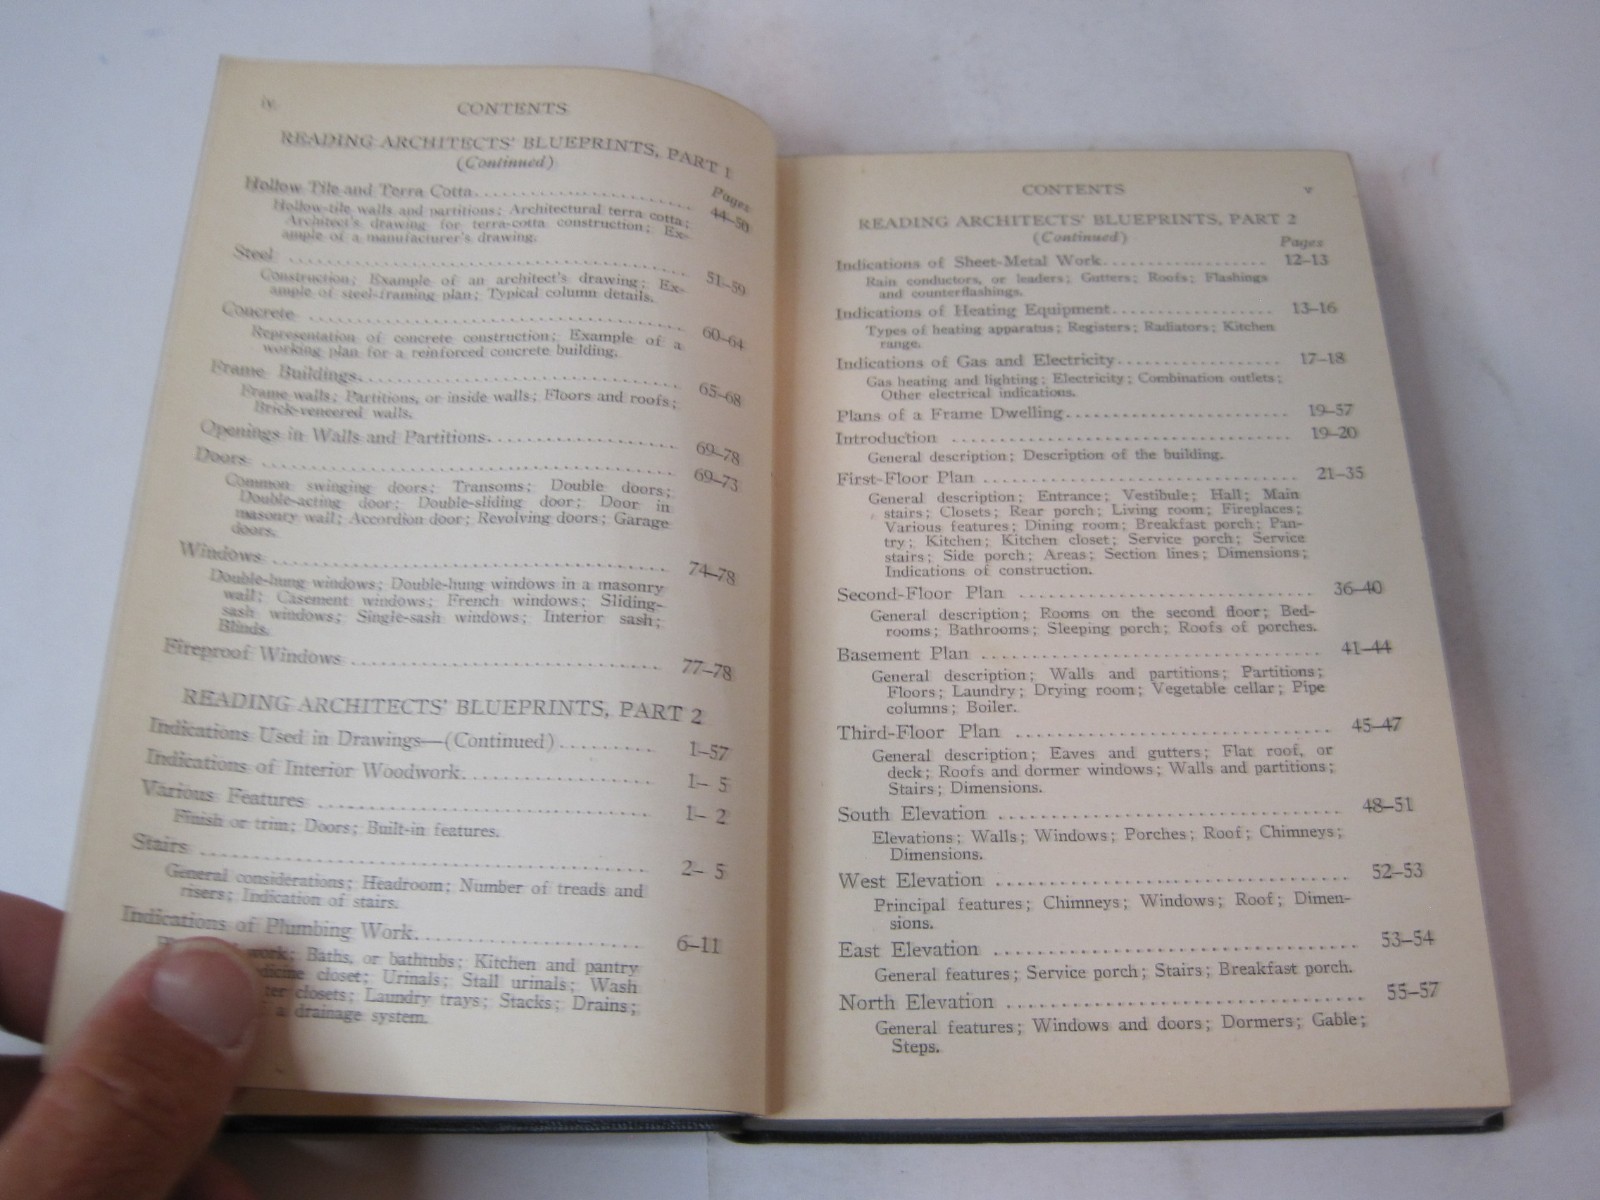 iv
CONTENTS
READING ARCHITECTS' BLUEPRINTS, PART 1
(Continued)
Pages
Hollow Tile and Terra Cotta.................... 44–50
Hollow-tile walls and partitions; Architectural terra cotta;
Architect's drawing for terra-cotta construction; Ex-
ample of a manufacturer's drawing.
Steel .................... 51–59
Construction; Example of an architect's drawing; Ex-
ample of steel-framing plan; Typical column details.
Concrete .................... 60–64
Representation of concrete construction; Example of a
working plan for a reinforced concrete building.
Frame Buildings.................... 65–68
Frame walls; Partitions, or inside walls; Floors and roofs;
Brick-veneered walls.
Openings in Walls and Partitions.................... 69–78
Doors .................... 69–73
Common swinging doors; Transoms; Double doors;
Double-acting door; Double-sliding door; Door in
masonry wall; Accordion door; Revolving doors; Garage
doors.
Windows .................... 74–78
Double-hung windows; Double-hung windows in a masonry
wall; Casement windows; French windows; Sliding-
sash windows; Single-sash windows; Interior sash;
Blinds.
Fireproof Windows .................... 77–78
READING ARCHITECTS' BLUEPRINTS, PART 2
Indications Used in Drawings—(Continued).......... 1–57
Indications of Interior Woodwork.................... 1– 5
Various Features .................... 1– 2
Finish or trim; Doors; Built-in features.
Stairs .................... 2– 5
General considerations; Headroom; Number of treads and
risers; Indication of stairs.
Indications of Plumbing Work.................... 6–11
work; Baths, or bathtubs; Kitchen and pantry
closet; Urinals; Stall urinals; Wash
closets; Laundry trays; Stacks; Drains;
a drainage system.
CONTENTS v
READING ARCHITECTS' BLUEPRINTS, PART 2
(Continued)
Pages
Indications of Sheet-Metal Work.................... 12–13
Rain conductors, or leaders; Gutters; Roofs; Flashings
and counterflashings.
Indications of Heating Equipment.................... 13–16
Types of heating apparatus; Registers; Radiators; Kitchen
range.
Indications of Gas and Electricity.................... 17–18
Gas heating and lighting; Electricity; Combination outlets;
Other electrical indications.
Plans of a Frame Dwelling.................... 19–57
Introduction .................... 19–20
General description; Description of the building.
First-Floor Plan .................... 21–35
General description; Entrance; Vestibule; Hall; Main
stairs; Closets; Rear porch; Living room; Fireplaces;
Various features; Dining room; Breakfast porch; Pan-
try; Kitchen; Kitchen closet; Service porch; Service
stairs; Side porch; Areas; Section lines; Dimensions;
Indications of construction.
Second-Floor Plan .................... 36–40
General description; Rooms on the second floor; Bed-
rooms; Bathrooms; Sleeping porch; Roofs of porches.
Basement Plan .................... 41–44
General description; Walls and partitions; Partitions;
Floors; Laundry; Drying room; Vegetable cellar; Pipe
columns; Boiler.
Third-Floor Plan .................... 45–47
General description; Eaves and gutters; Flat roof, or
deck; Roofs and dormer windows; Walls and partitions;
Stairs; Dimensions.
South Elevation .................... 48–51
Elevations; Walls; Windows; Porches; Roof; Chimneys;
Dimensions.
West Elevation .................... 52–53
Principal features; Chimneys; Windows; Roof; Dimen-
sions.
East Elevation .................... 53–54
General features; Service porch; Stairs; Breakfast porch.
North Elevation .................... 55–57
General features; Windows and doors; Dormers; Gable;
Steps.